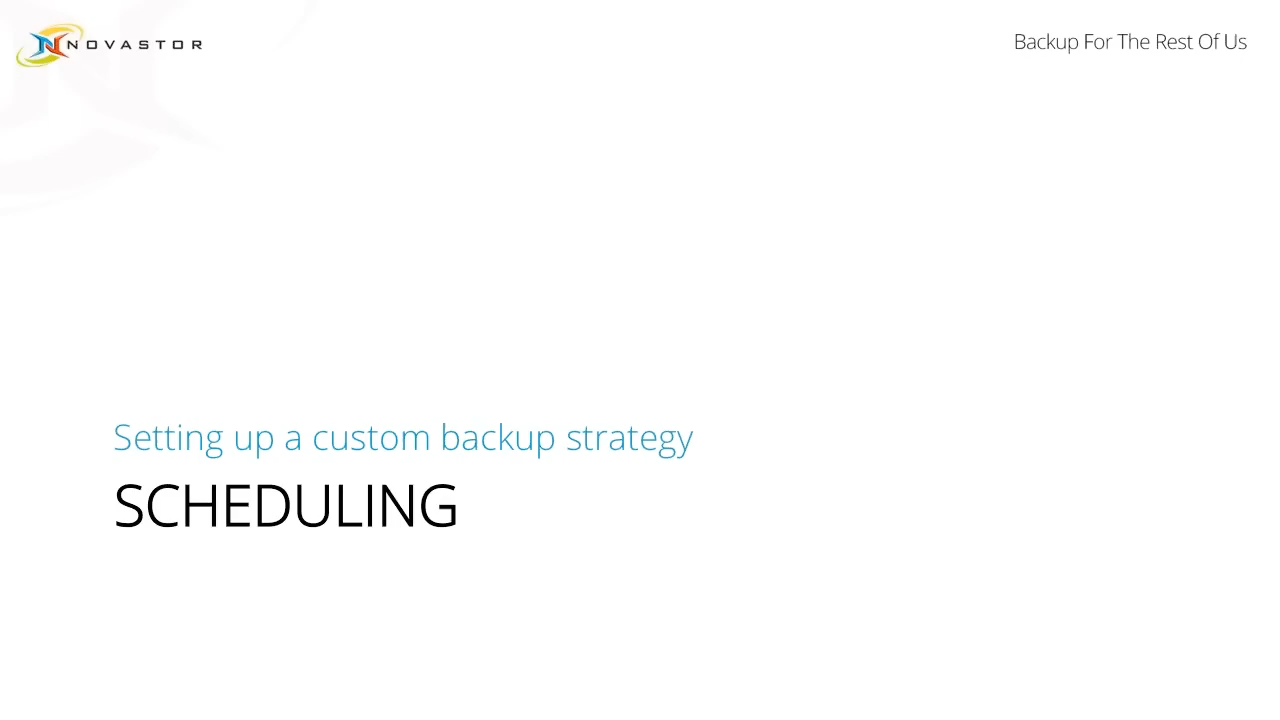 NOVASTOR
Backup For The Rest Of Us
Setting up a custom backup strategy
SCHEDULING